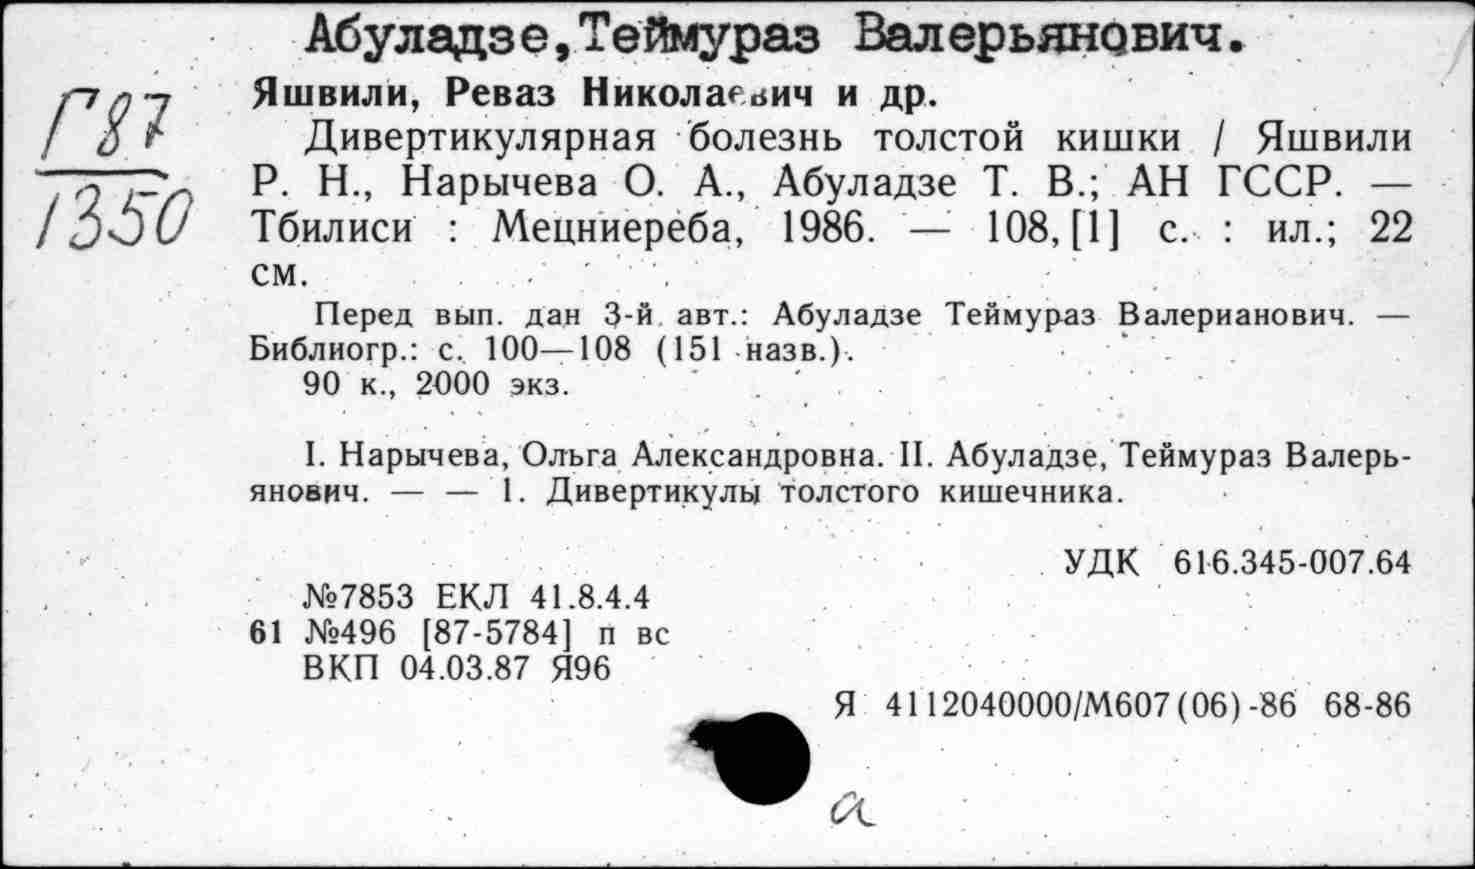 Абуладзе,Теймураз Валерьянович.
Яшвили, Реваз Николаевич и др.
Г87
1350
Дивертикулярная болезнь толстой кишки / Яшвили
Р. Н., Нарычева О. А., Абуладзе Т. В.; АН ГССР. —
Тбилиси : Мецниереба, 1986. — 108, [1] с. : ил.; 22
см.
Перед вып. дан 3-й авт.: Абуладзе Теймураз Валерианович. —
Библиогр.: с. 100—108 (151 назв.).
90 к., 2000 экз.
I. Нарычева, Ольга Александровна. II. Абуладзе, Теймураз Валерь-
янович. — — 1. Дивертикулы толстого кишечника.
УДК 616.345-007.64
№7853 ЕКЛ 41.8.4.4
61 №496 [87-5784] п вс
ВКП 04.03.87 Я96
Я 4112040000/М607(06)-86 68-86
а